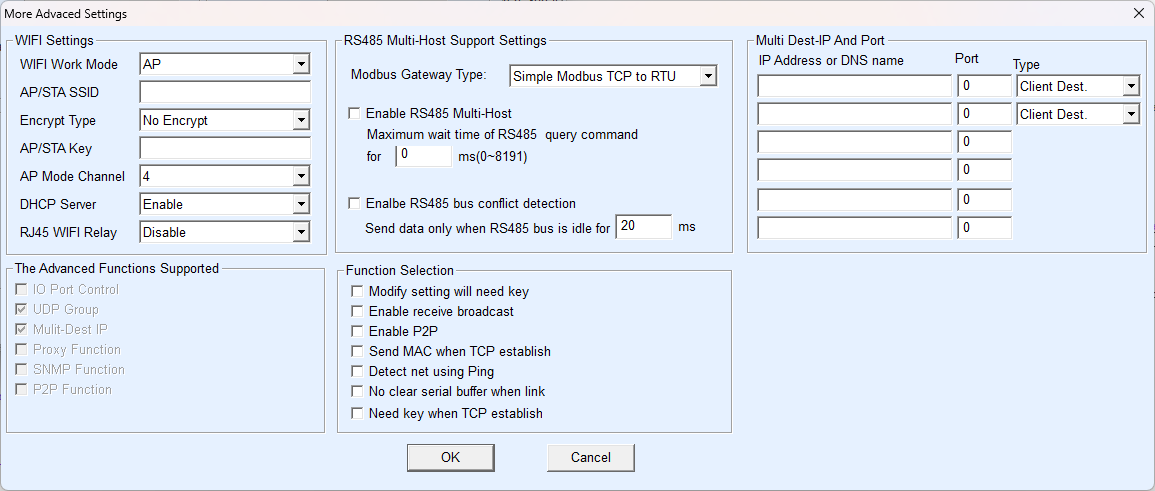 More Advaced Settings
WIFI Settings
WIFI Work Mode AP
AP/STA SSID
Encrypt Type No Encrypt
AP/STA Key
AP Mode Channel 4
DHCP Server Enable
RJ45 WIFI Relay Disable
RS485 Multi-Host Support Settings
Modbus Gateway Type: Simple Modbus TCP to RTU
Enable RS485 Multi-Host
Maximum wait time of RS485 query command
for 0 ms(0~8191)
Enalbe RS485 bus conflict detection
Send data only when RS485 bus is idle for 20 ms
Multi Dest-IP And Port
IP Address or DNS name Port Type
0 Client Dest.
0 Client Dest.
0
0
0
0
The Advanced Functions Supported
IO Port Control
UDP Group
Mulit-Dest IP
Proxy Function
SNMP Function
P2P Function
Function Selection
Modify setting will need key
Enable receive broadcast
Enable P2P
Send MAC when TCP establish
Detect net using Ping
No clear serial buffer when link
Need key when TCP establish
OK Cancel